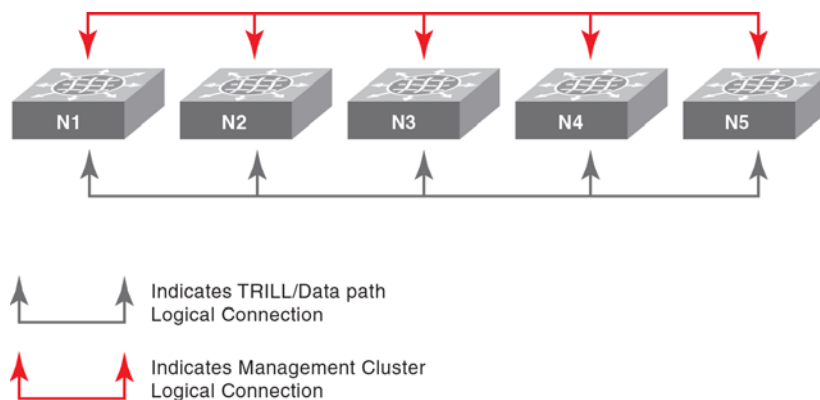 N1
N2
N3
N4
N5
Indicates TRILL/Data path
Logical Connection
Indicates Management Cluster
Logical Connection